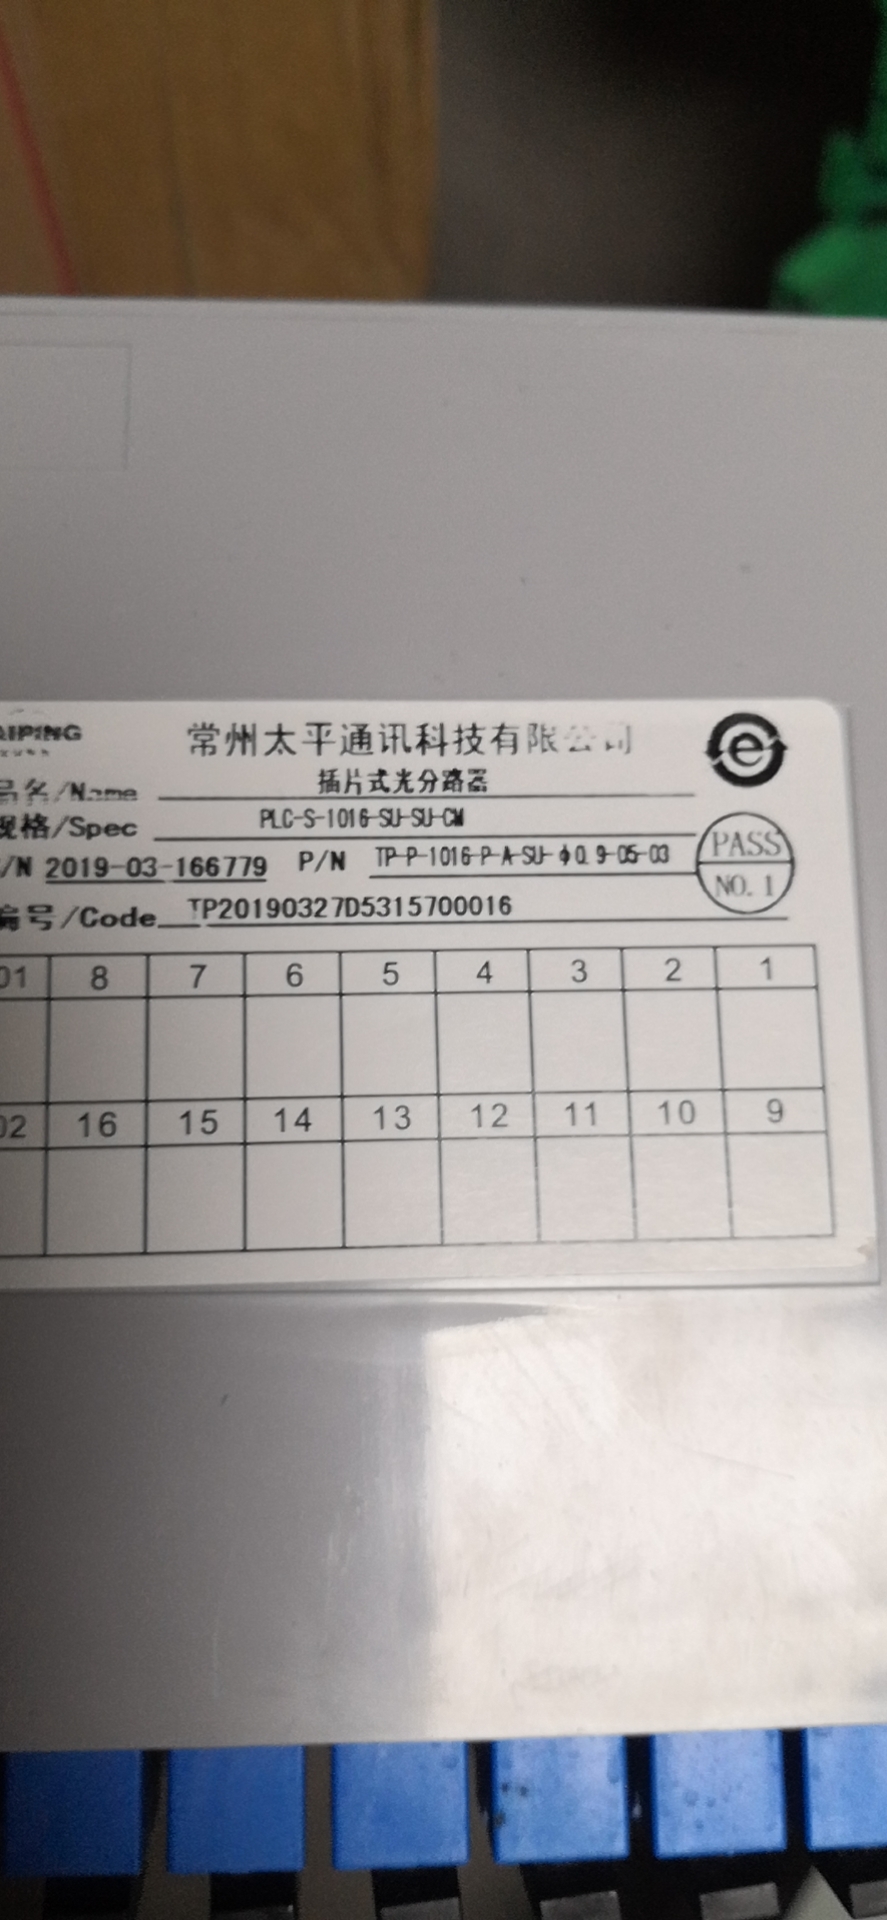 AIPING 常州太平通讯科技有限公司
品名/Name 插片式光分路器
规格/Spec PLC-S-1016-SU-SU-CM
/N 2019-03-166779 P/N TP-P-1016-P-A-SU-ϕ0.9-05-03
编号/Code TP20190327D5315700016
e
PASS
NO. 1
01 8 7 6 5 4 3 2 1
02 16 15 14 13 12 11 10 9